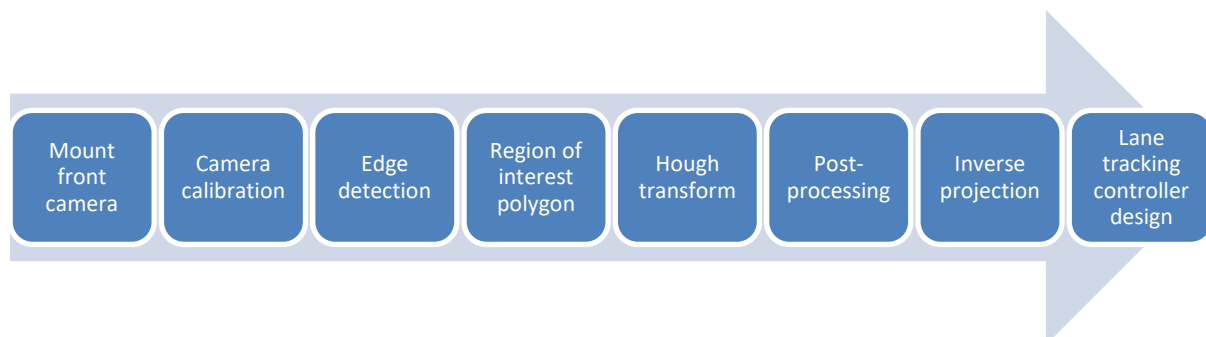 Mount
front
camera
Camera
calibration
Edge
detection
Region of
interest
polygon
Hough
transform
Post-
processing
Inverse
projection
Lane
tracking
controller
design